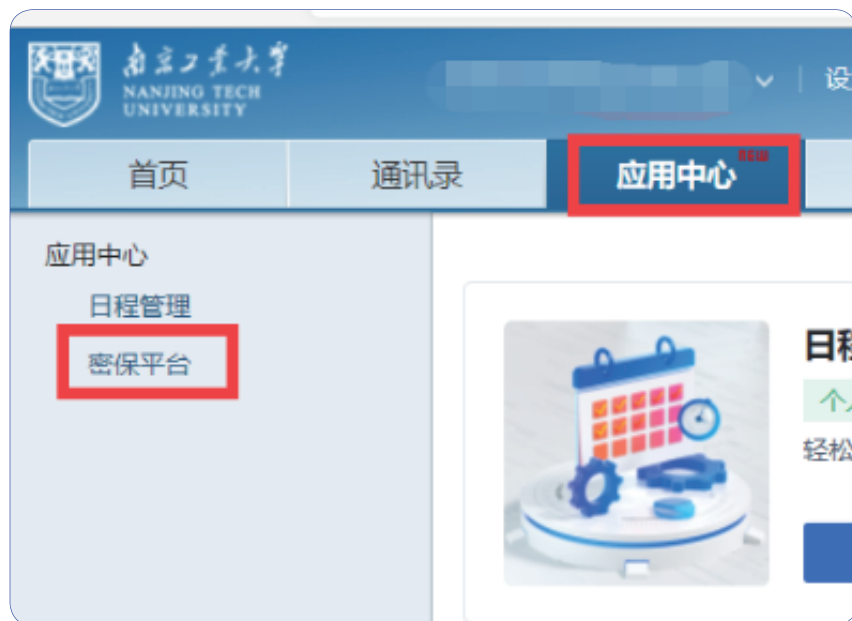 南京工业大学
NANJING TECH
UNIVERSITY
设
首页
通讯录
应用中心
NEW
应用中心
日程管理
密保平台
日程
个人
轻松